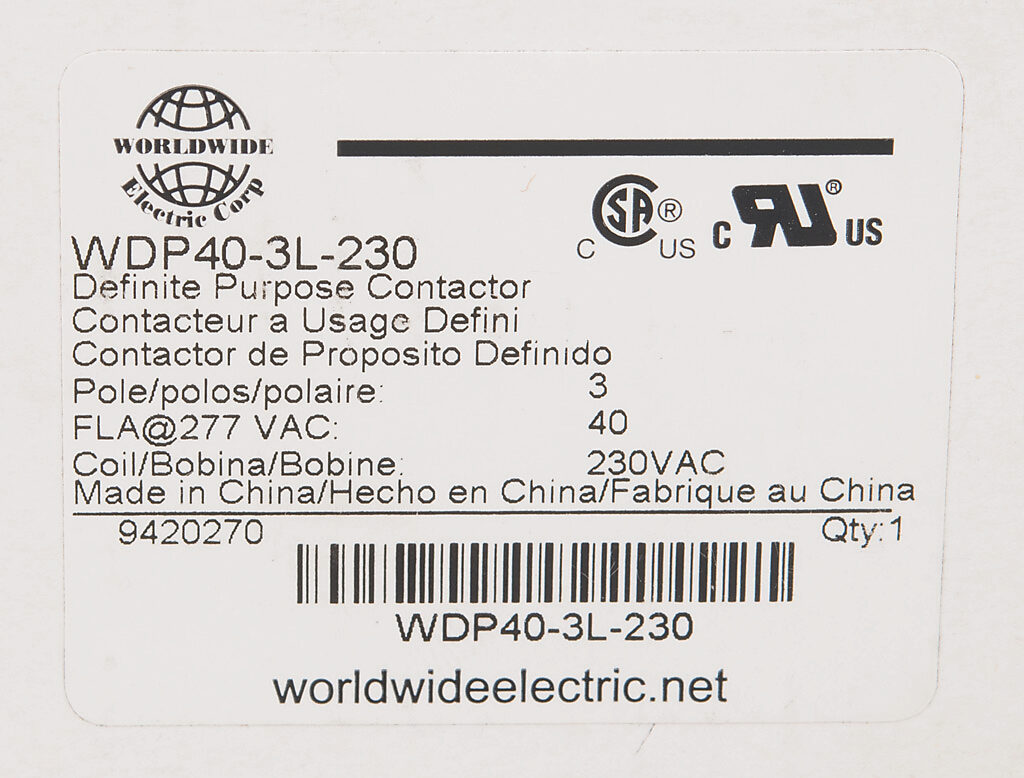 WORLDWIDE
Electric Corp
C SA ® C US
C RU ® US
WDP40-3L-230
Definite Purpose Contactor
Contacteur a Usage Defini
Contactor de Proposito Definido
Pole/polos/polaire: 3
FLA@277 VAC: 40
Coil/Bobina/Bobine: 230VAC
Made in China/Hecho en China/Fabrique au China
9420270 Qty:1
WDP40-3L-230
worldwideelectric.net